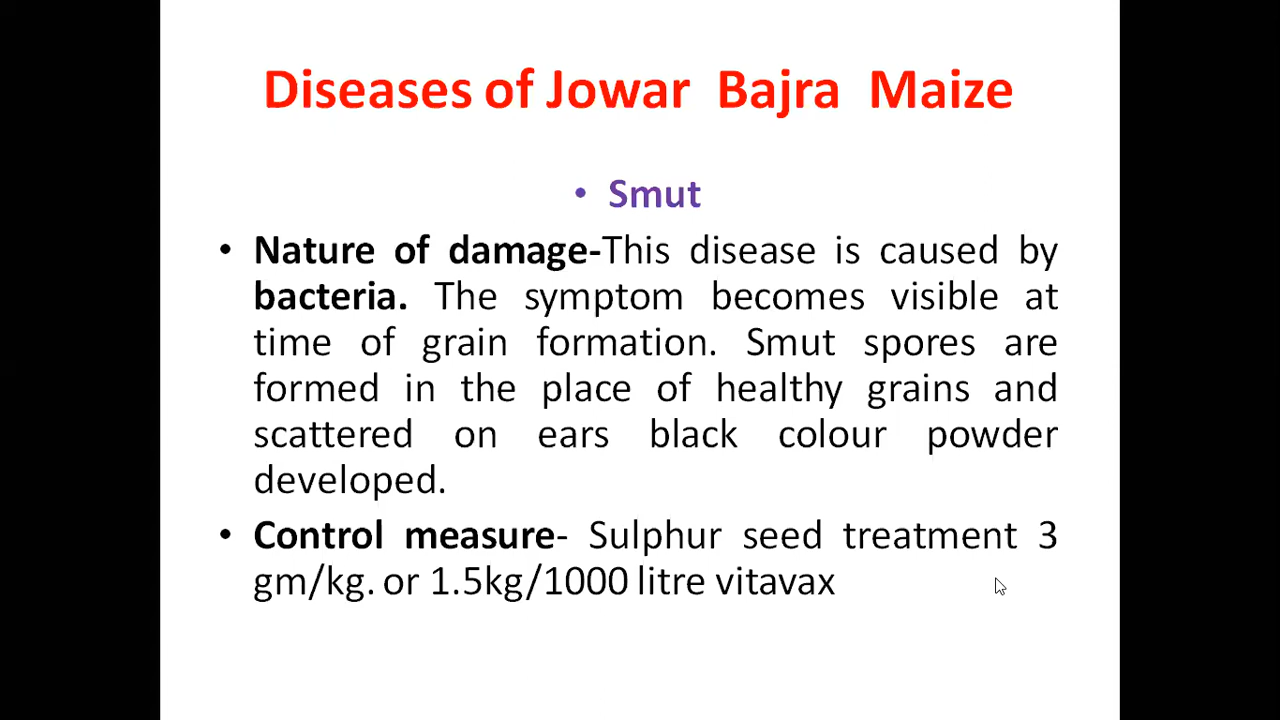 Diseases of Jowar Bajra Maize
• Smut
• Nature of damage-This disease is caused by
bacteria. The symptom becomes visible at
time of grain formation. Smut spores are
formed in the place of healthy grains and
scattered on ears black colour powder
developed.
• Control measure- Sulphur seed treatment 3
gm/kg. or 1.5kg/1000 litre vitavax